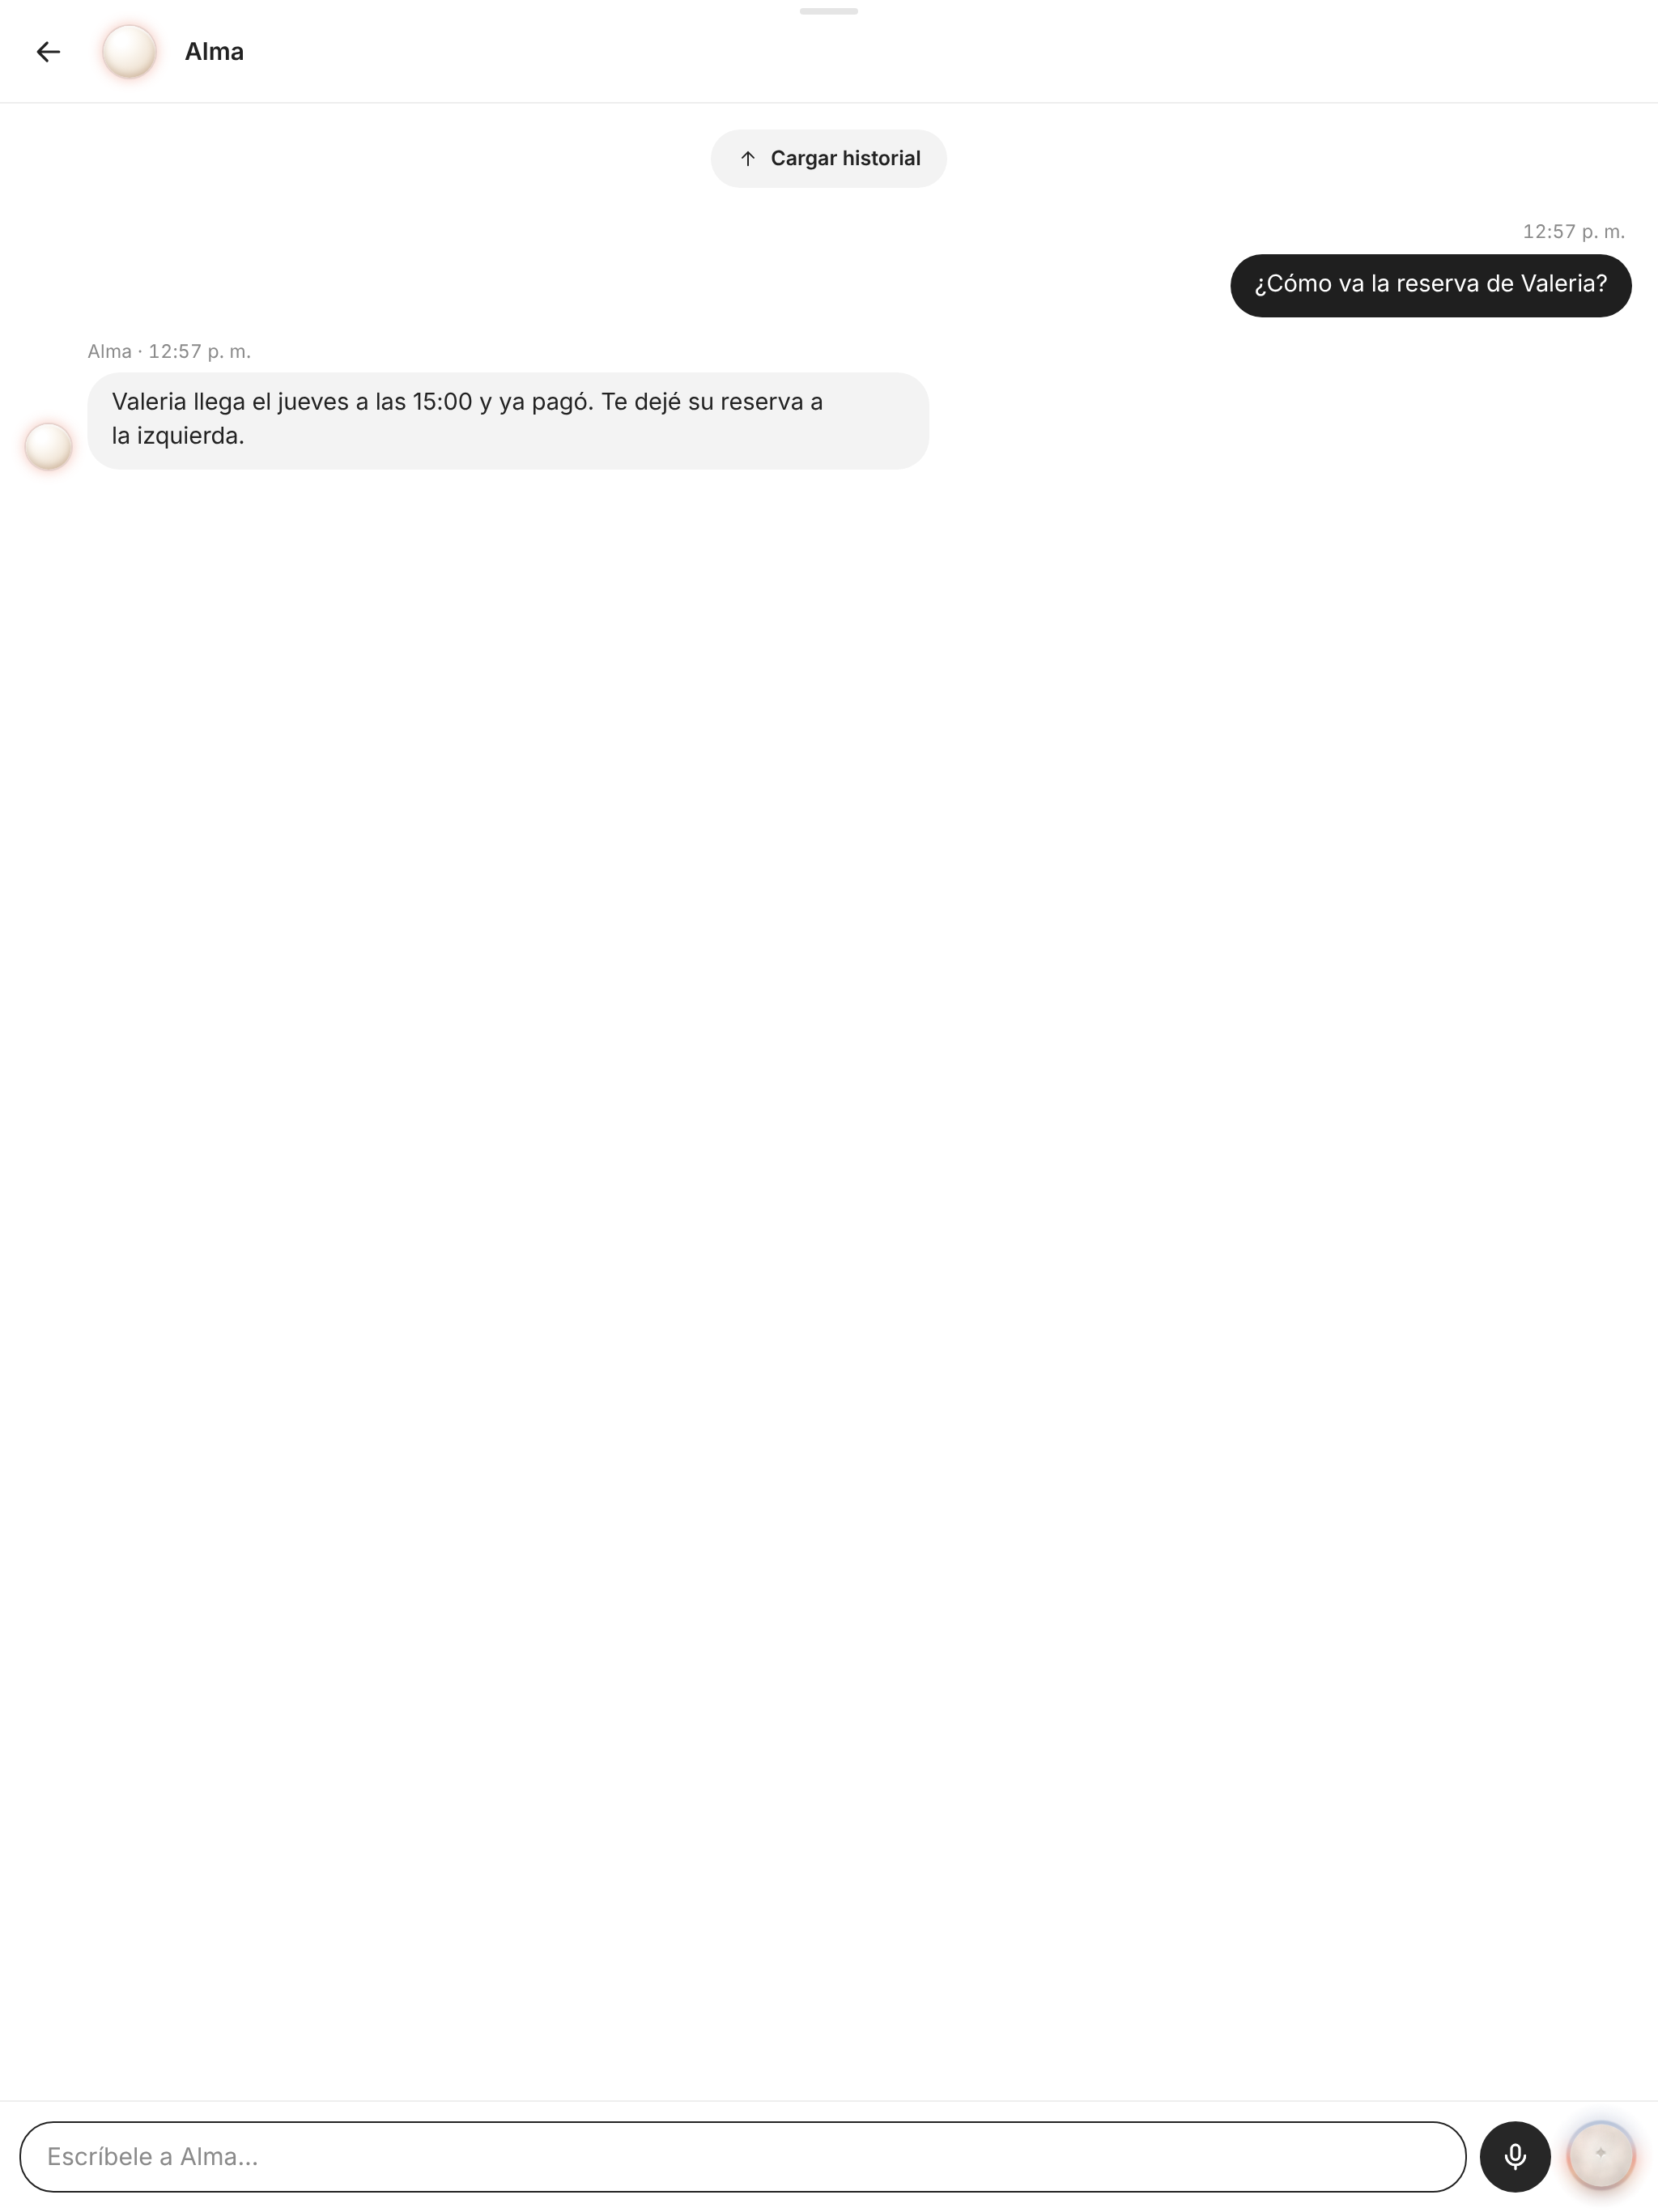 Alma
Cargar historial
12:57 p. m.
¿Cómo va la reserva de Valeria?
Alma · 12:57 p. m.
Valeria llega el jueves a las 15:00 y ya pagó. Te dejé su reserva a
la izquierda.
Escríbele a Alma...